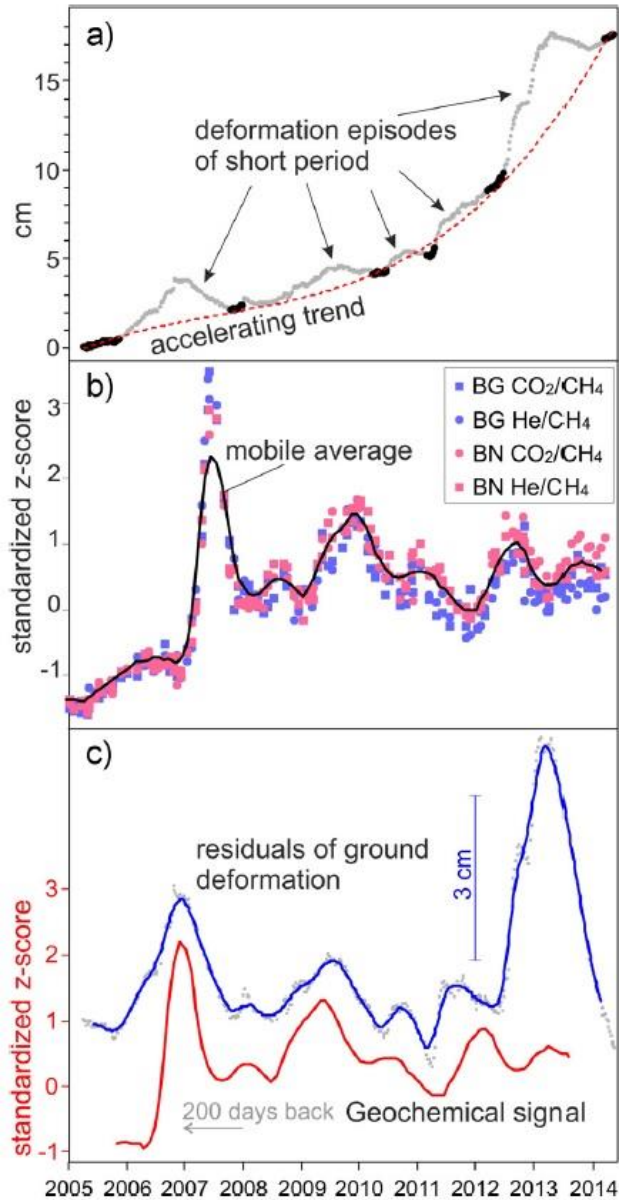 a)
15
10
5
0
cm
deformation episodes
of short period
accelerating trend
b)
3
2
1
0
-1
standardized z-score
BG CO₂/CH₄
BG He/CH₄
BN CO₂/CH₄
BN He/CH₄
mobile average
c)
3
2
1
0
-1
standardized z-score
residuals of ground
deformation
3 cm
200 days back
Geochemical signal
2005 2006 2007 2008 2009 2010 2011 2012 2013 2014